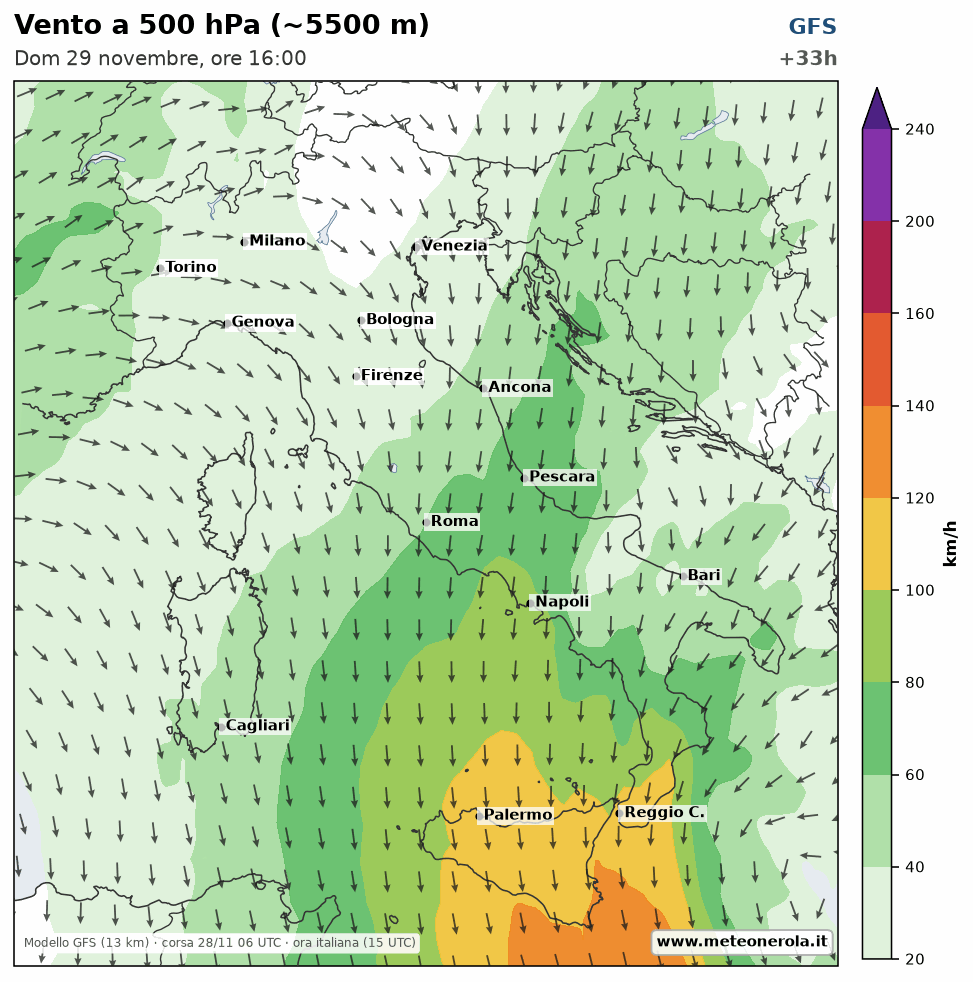 Vento a 500 hPa (~5500 m)
GFS
Dom 29 novembre, ore 16:00
+33h
240
200
160
140
120
100
80
60
40
20
km/h
Milano
Venezia
Torino
Genova
Bologna
Firenze
Ancona
Pescara
Roma
Bari
Napoli
Cagliari
Palermo
Reggio C.
Modello GFS (13 km) · corsa 28/11 06 UTC · ora italiana (15 UTC)
www.meteonerola.it